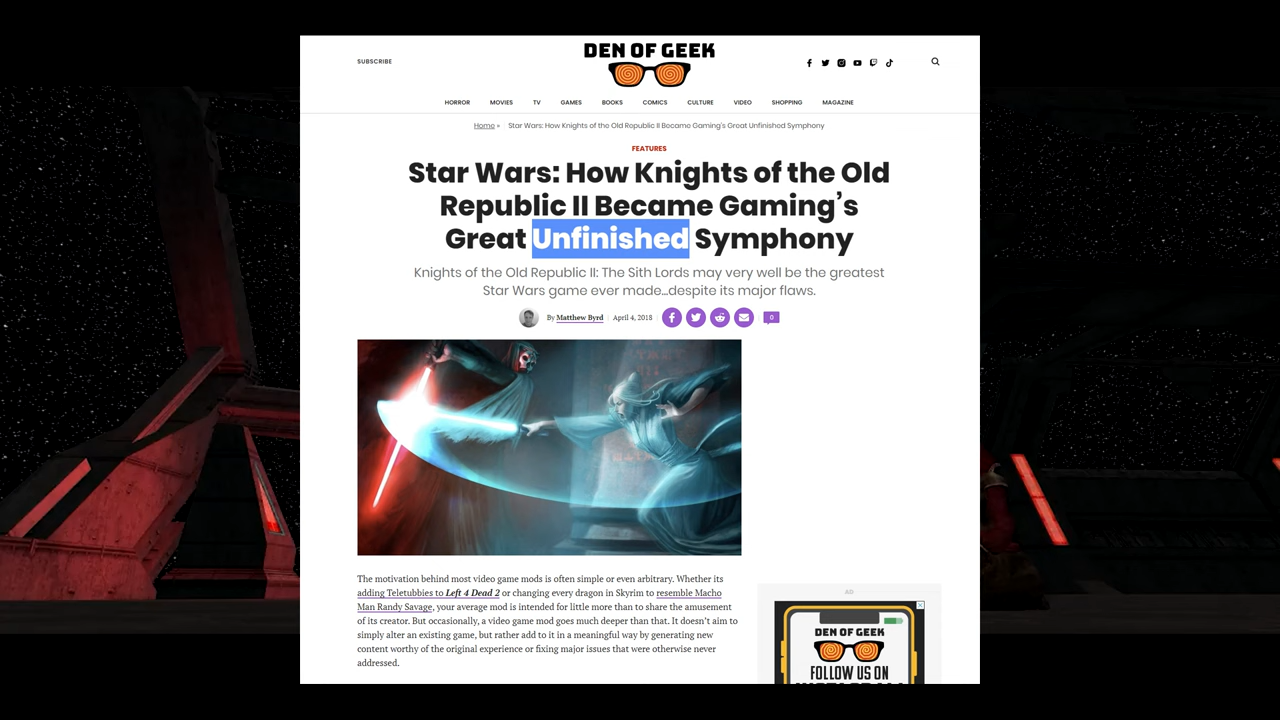 DEN OF GEEK
SUBSCRIBE
HORROR MOVIES TV GAMES BOOKS COMICS CULTURE VIDEO SHOPPING MAGAZINE
Home » Star Wars: How Knights of the Old Republic II Became Gaming's Great Unfinished Symphony
FEATURES
Star Wars: How Knights of the Old
Republic II Became Gaming's
Great Unfinished Symphony
Knights of the Old Republic II: The Sith Lords may very well be the greatest
Star Wars game ever made...despite its major flaws.
By Matthew Byrd | April 4, 2018 | 0
The motivation behind most video game mods is often simple or even arbitrary. Whether its
adding Teletubbies to Left 4 Dead 2 or changing every dragon in Skyrim to resemble Macho
Man Randy Savage, your average mod is intended for little more than to share the amusement
of its creator. But occasionally, a video game mod goes much deeper than that. It doesn't aim to
simply alter an existing game, but rather add to it in a meaningful way by generating new
content worthy of the original experience or fixing major issues that were otherwise never
addressed.
AD
DEN OF GEEK
FOLLOW US ON